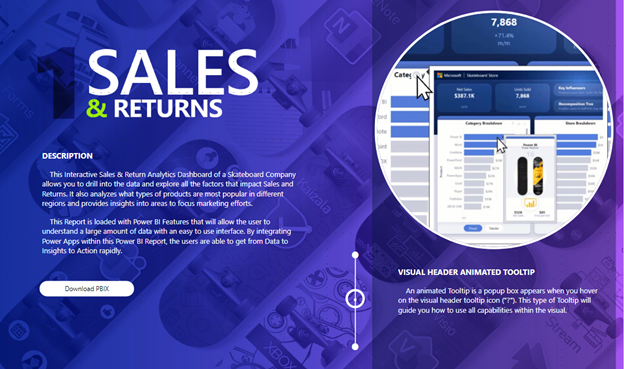 SALES
& RETURNS
DESCRIPTION
This Interactive Sales & Return Analytics Dashboard of a Skateboard Company
allows you to drill into the data and explore all the factors that impact Sales and
Returns. It also analyzes what types of products are most popular in different
regions and provides insights into areas to focus marketing efforts.
This Report is loaded with Power BI Features that will allow the user to
understand a large amount of data with an easy to use interface. By integrating
Power Apps within this Power BI Report, the users are able to get from Data to
Insights to Action rapidly.
Download PBIX
7,868
+71.4%
m/m
Categ
Microsoft | Skateboard Store
Net Sales
$387.1K
Units Sold
7,868
Key Influencers
Decomposition Tree
Category Breakdown
Store Breakdown
Power BI
VISUAL HEADER ANIMATED TOOLTIP
An animated Tooltip is a popup box appears when you hover
on the visual header tooltip icon ("?"). This type of Tooltip will
guide you how to use all capabilities within the visual.
XBOX
Stream